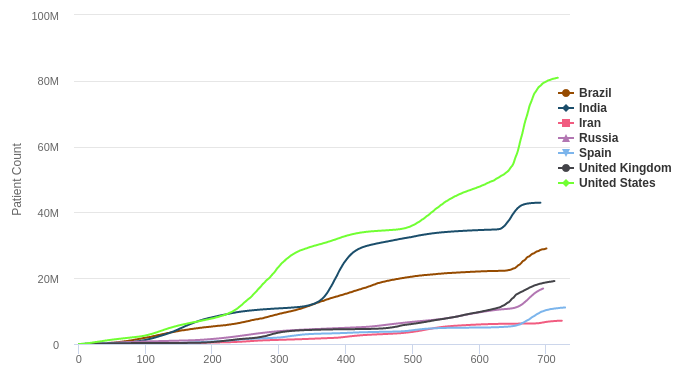 100M
80M
60M
40M
20M
0
Patient Count
0 100 200 300 400 500 600 700
Brazil
India
Iran
Russia
Spain
United Kingdom
United States